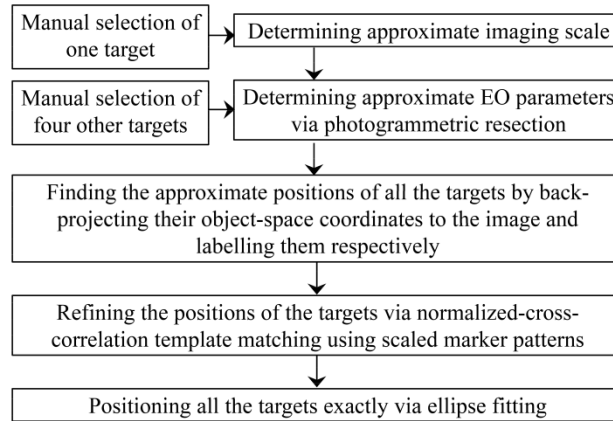 Manual selection of
one target
Determining approximate imaging scale
Manual selection of
four other targets
Determining approximate EO parameters
via photogrammetric resection
Finding the approximate positions of all the targets by back-
projecting their object-space coordinates to the image and
labelling them respectively
Refining the positions of the targets via normalized-cross-
correlation template matching using scaled marker patterns
Positioning all the targets exactly via ellipse fitting